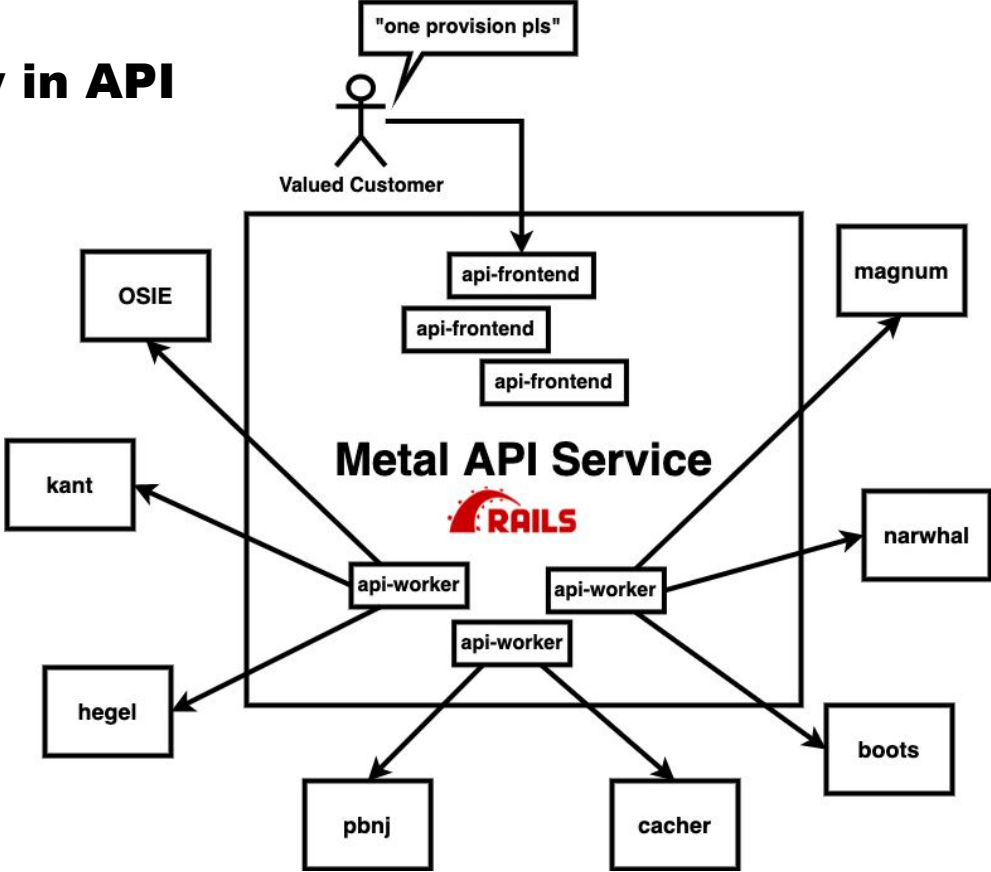 "one provision pls"
in API
Valued Customer
api-frontend
api-frontend
api-frontend
OSIE
magnum
Metal API Service
RAILS
kant
narwhal
api-worker
api-worker
api-worker
hegel
boots
pbnj
cacher